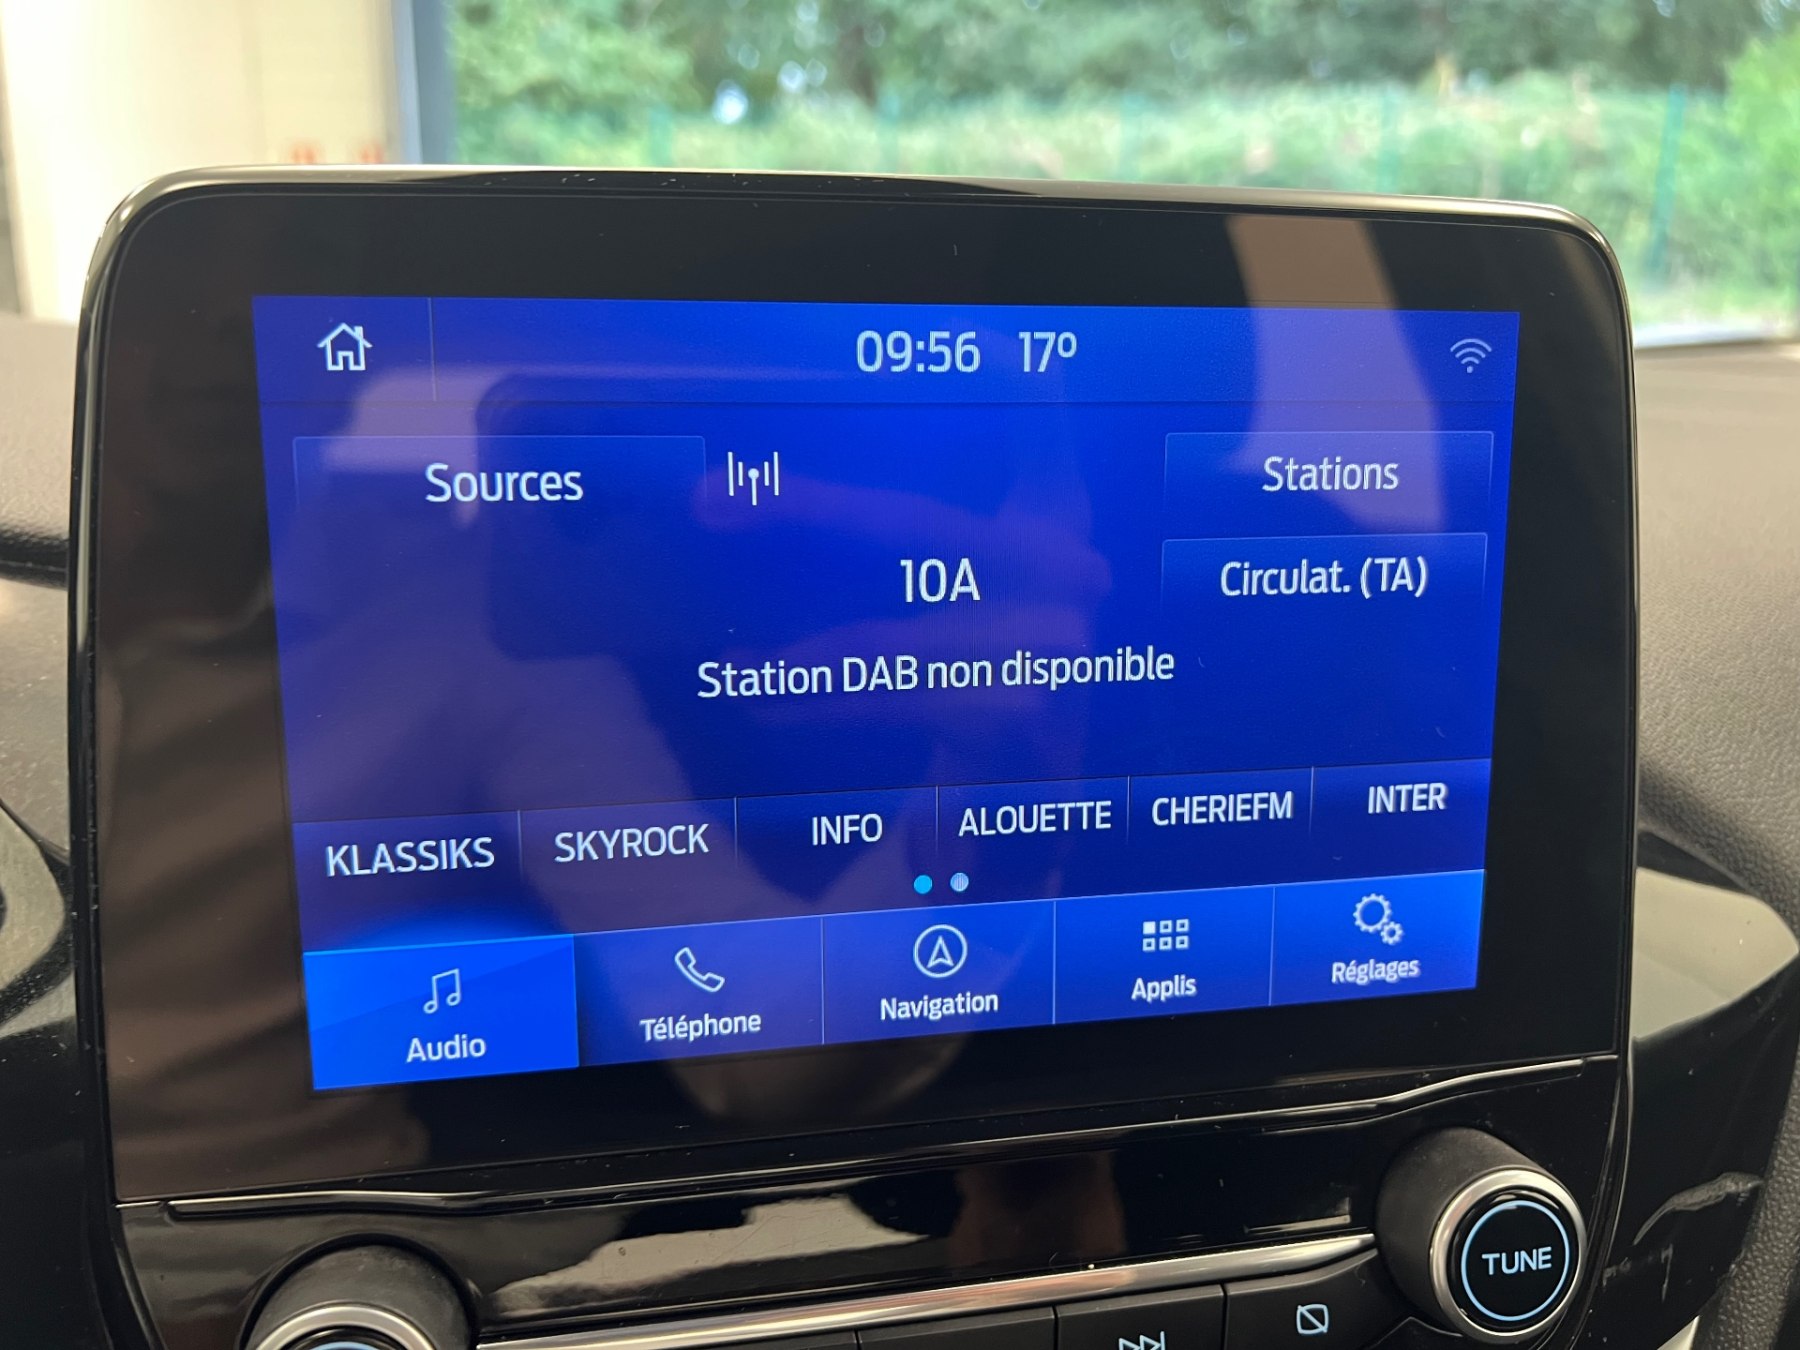 09:56 17°
Sources
Stations
10A
Circulat. (TA)
Station DAB non disponible
KLASSIKS
SKYROCK
INFO
ALOUETTE
CHERIEFM
INTER
Audio
Téléphone
Navigation
Applis
Réglages
TUNE